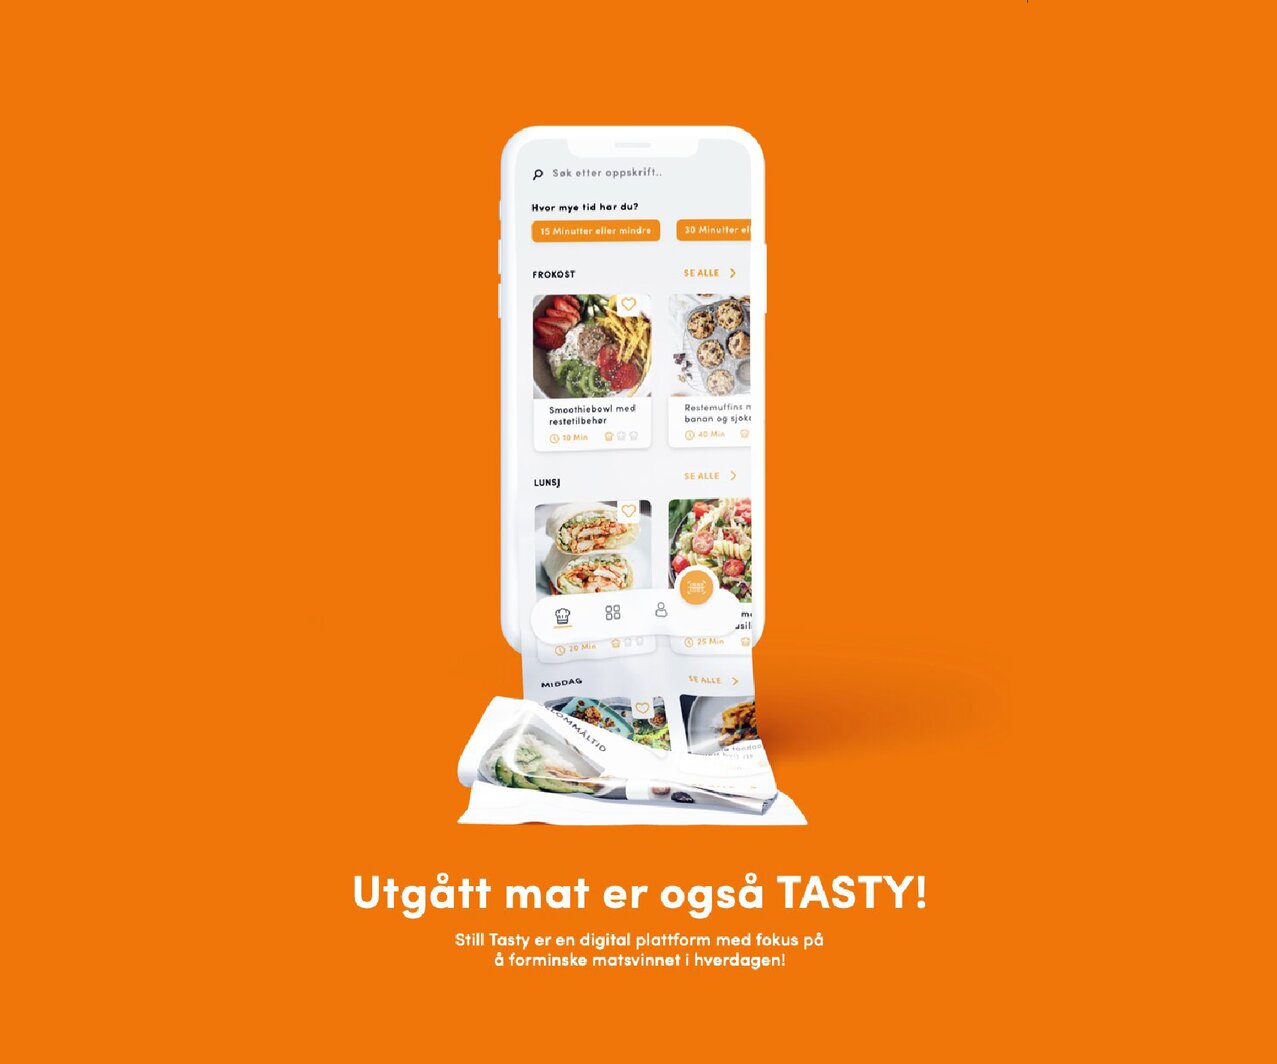 Søk etter oppskrift..
Hvor mye tid har du?
15 Minutter eller mindre
30 Minutter ell
FROKOST
SE ALLE
Smoothiebowl med
restetilbehør
10 Min
Restemuffins m
banan og sjoko
40 Min
LUNSJ
SE ALLE
20 Min
25 Min
MIDDAG
SE ALLE
Utgått mat er også TASTY!
Still Tasty er en digital plattform med fokus på
å forminske matsvinnet i hverdagen!